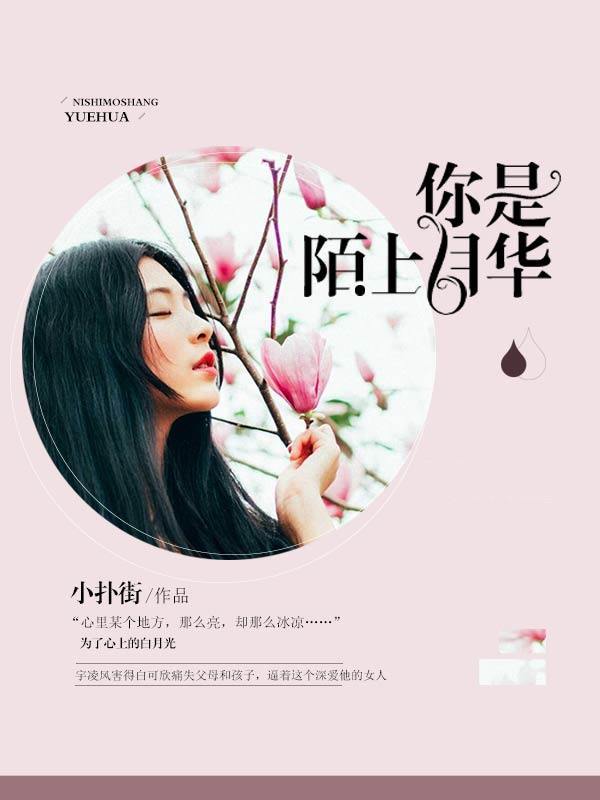 NISHIMOSHANG
YUEHUA
你是
陌上月华
小扑街/作品
“心里某个地方，那么亮，却那么冰凉……”
为了心上的白月光
宇凌风害得白可欣痛失父母和孩子，逼着这个深爱他的女人